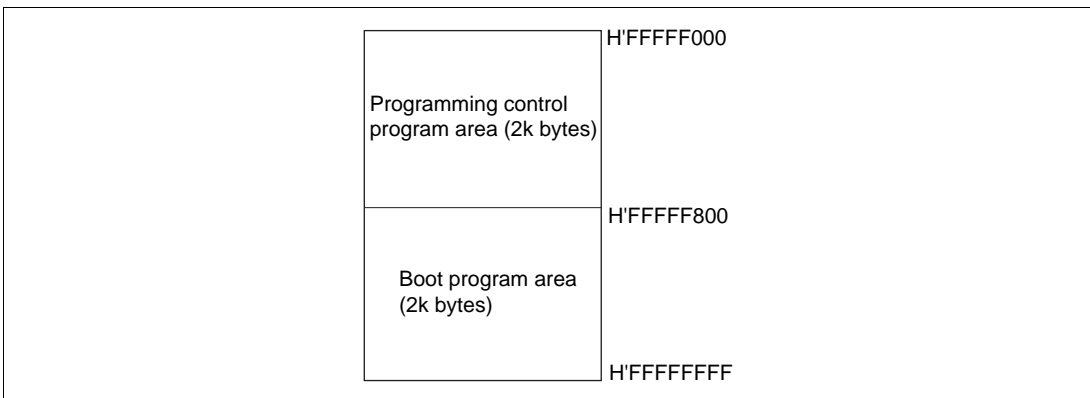 H'FFFFF000
Programming control
program area (2k bytes)
H'FFFFF800
Boot program area
(2k bytes)
H'FFFFFFFF